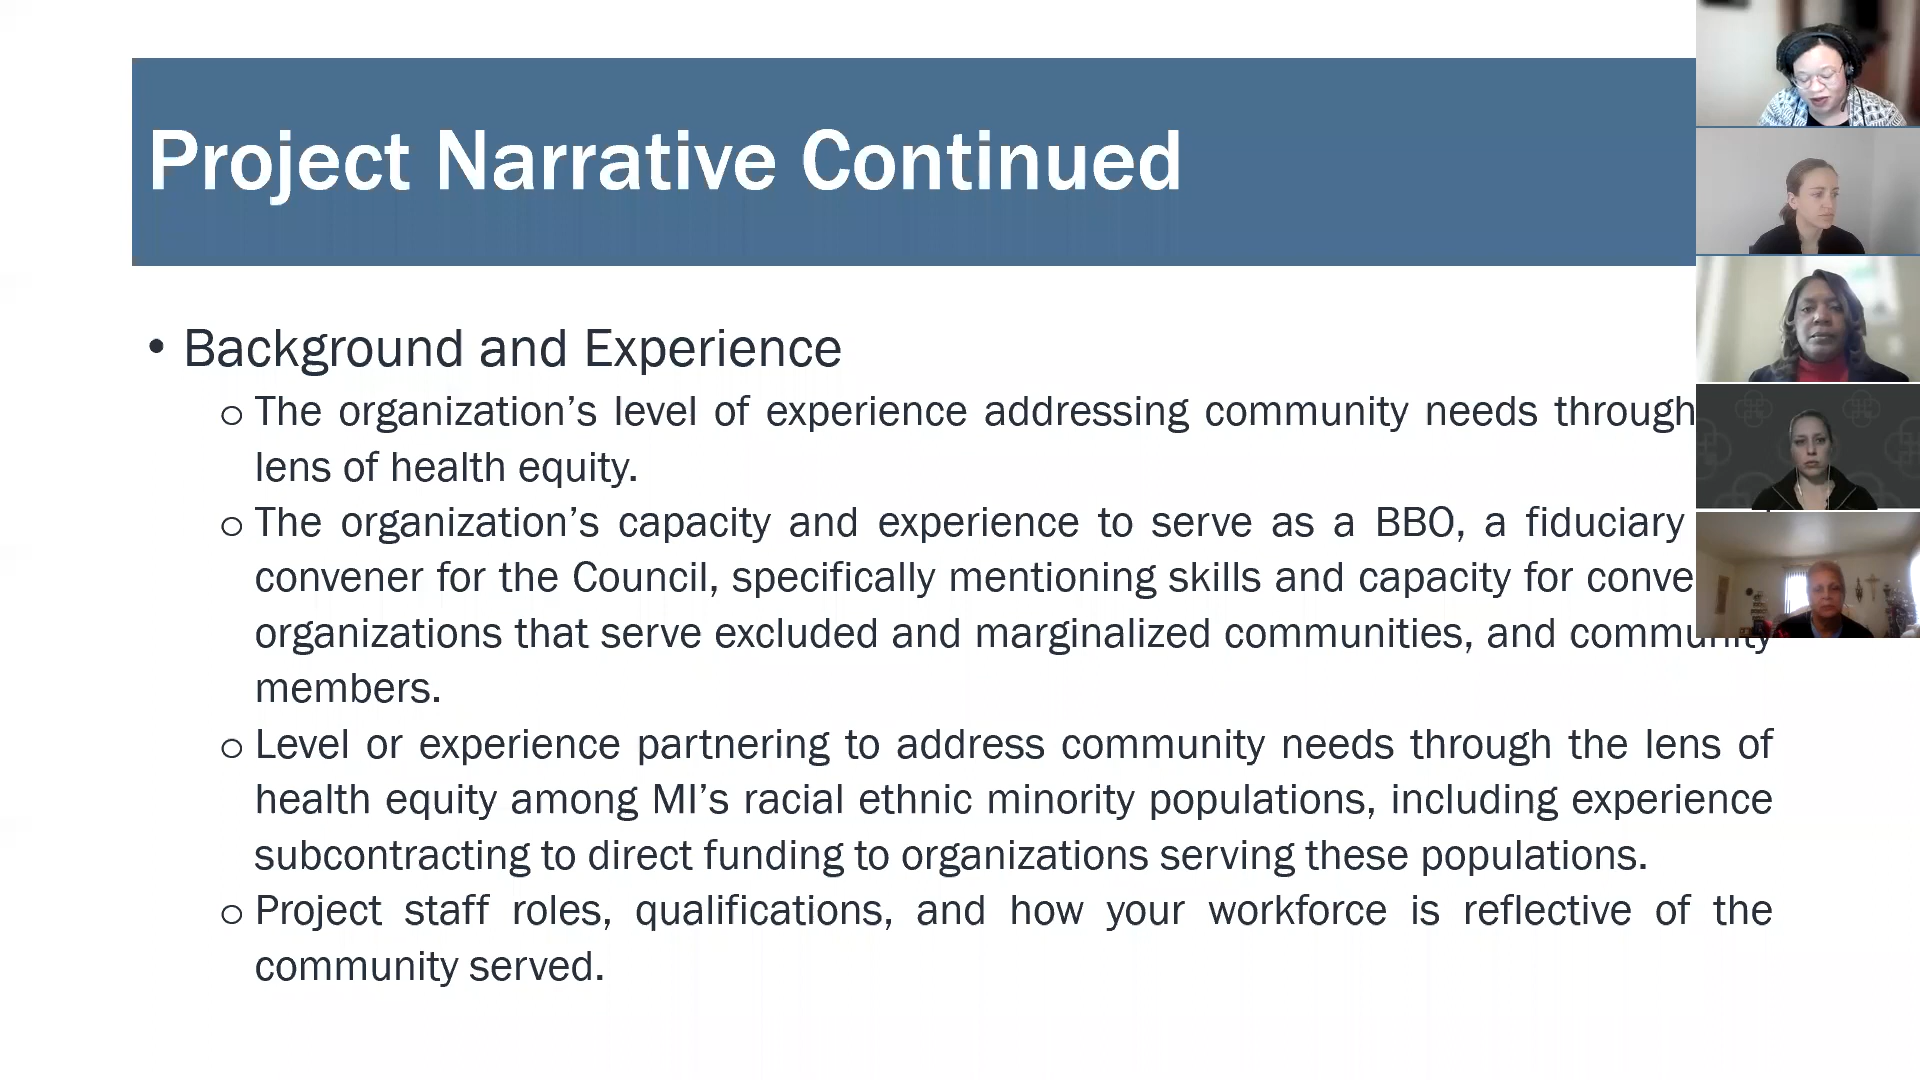 Project Narrative Continued
• Background and Experience
o The organization’s level of experience addressing community needs through
lens of health equity.
o The organization’s capacity and experience to serve as a BBO, a fiduciary
convener for the Council, specifically mentioning skills and capacity for
organizations that serve excluded and marginalized communities, and community
members.
o Level or experience partnering to address community needs through the lens of
health equity among MI’s racial ethnic minority populations, including experience
subcontracting to direct funding to organizations serving these populations.
o Project staff roles, qualifications, and how your workforce is reflective of the
community served.